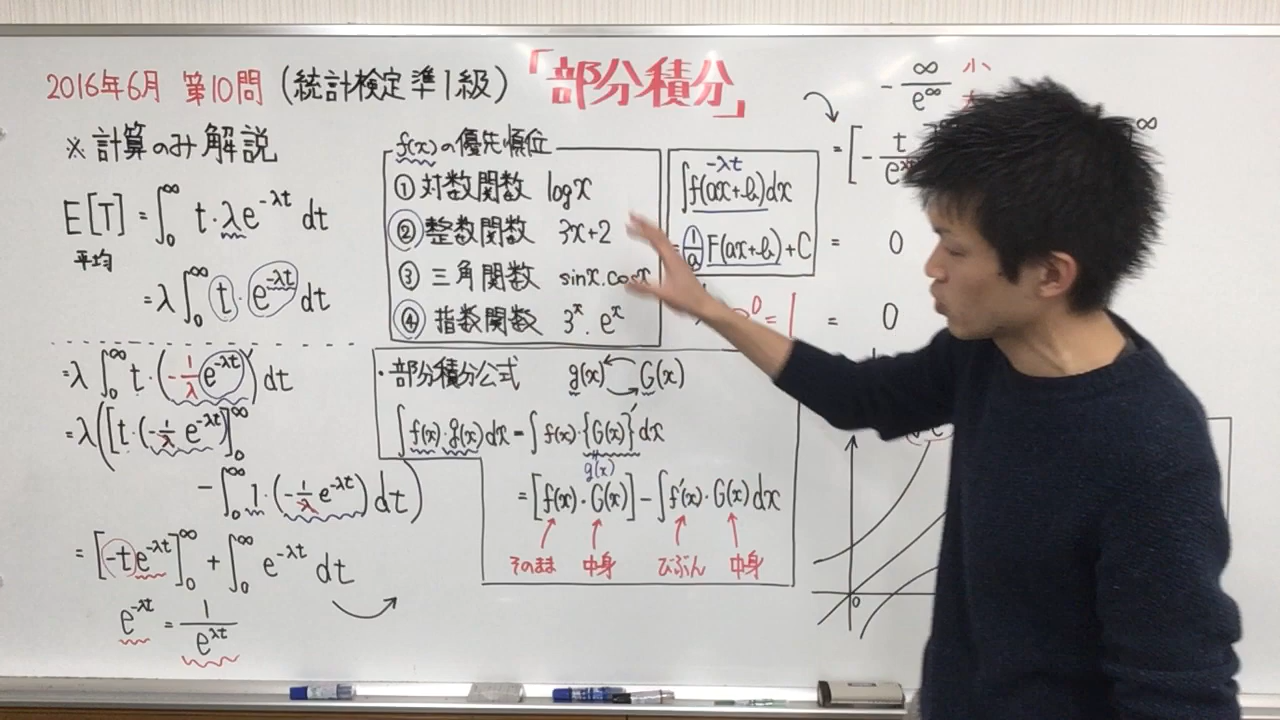 2016年6月 第10問 (統計検定準1級) 「部分積分」
※計算のみ解説
E[T] = ∫₀^∞ t・λe^{-λt} dt
平均
= λ∫₀^∞ t・e^{-λt} dt
= λ∫₀^∞ t・(-1/λ e^{-λt})' dt
= λ([t・(-1/λ e^{-λt})]₀^∞
- ∫₀^∞ 1・(-1/λ e^{-λt}) dt)
= [-te^{-λt}]₀^∞ + ∫₀^∞ e^{-λt} dt
e^{-λt} = 1/e^{λt}
f(x)の優先順位
① 対数関数 logx
② 整数関数 3x+2
③ 三角関数 sinx.cosx
④ 指数関数 3^x . e^x
-λt
∫f(ax+b)dx
= 1/a F(ax+b)+C
・部分積分公式 g(x) G(x)
∫f(x)・g(x)dx = ∫f(x)・{G(x)}'dx
g(x)
= [f(x)・G(x)] - ∫f'(x)・G(x)dx
そのまま 中身 びぶん 中身
-∞/e^∞ 小
= 0
= 0
0